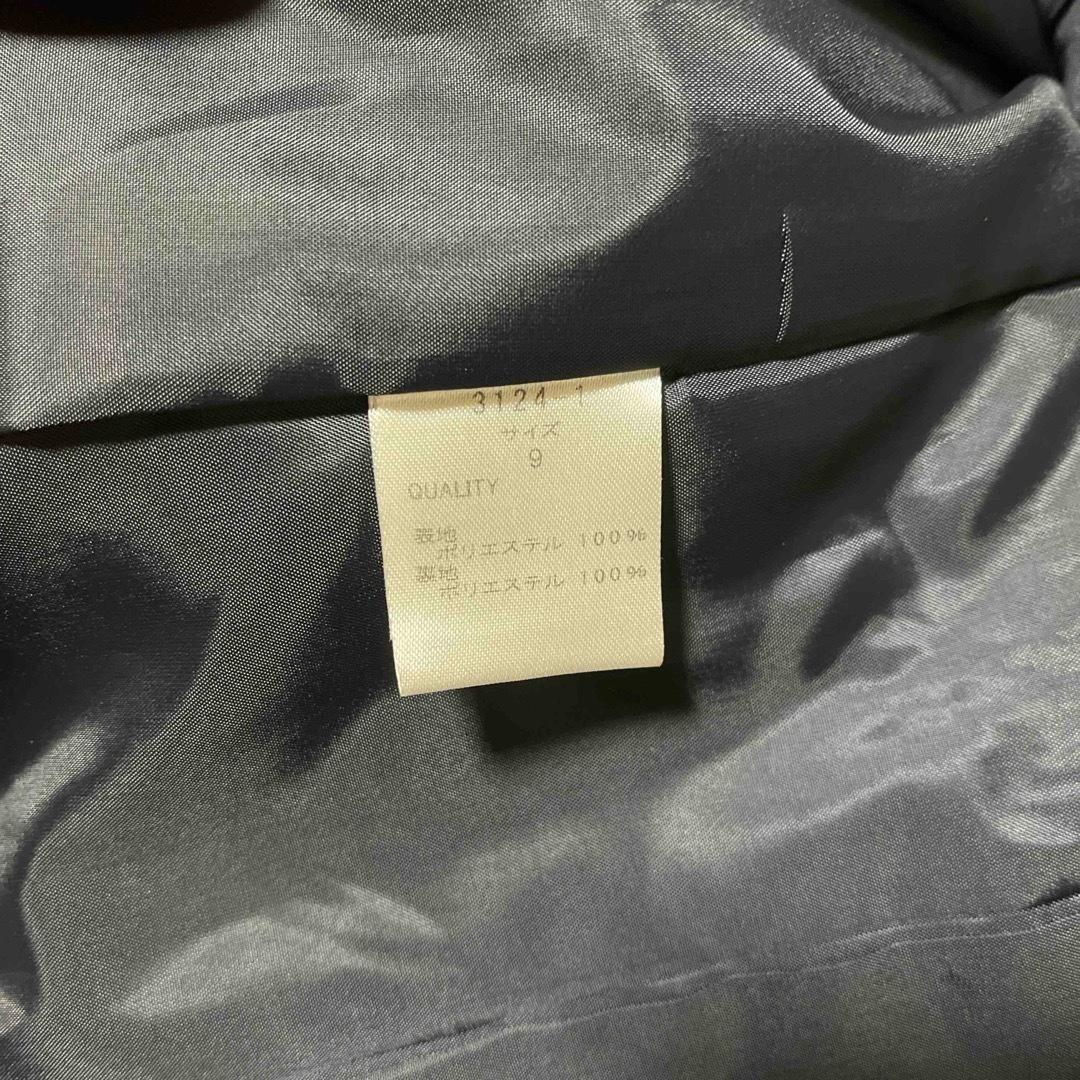 3124 1
サイズ
9
QUALITY
表地
ポリエステル 100%
裏地
ポリエステル 100%